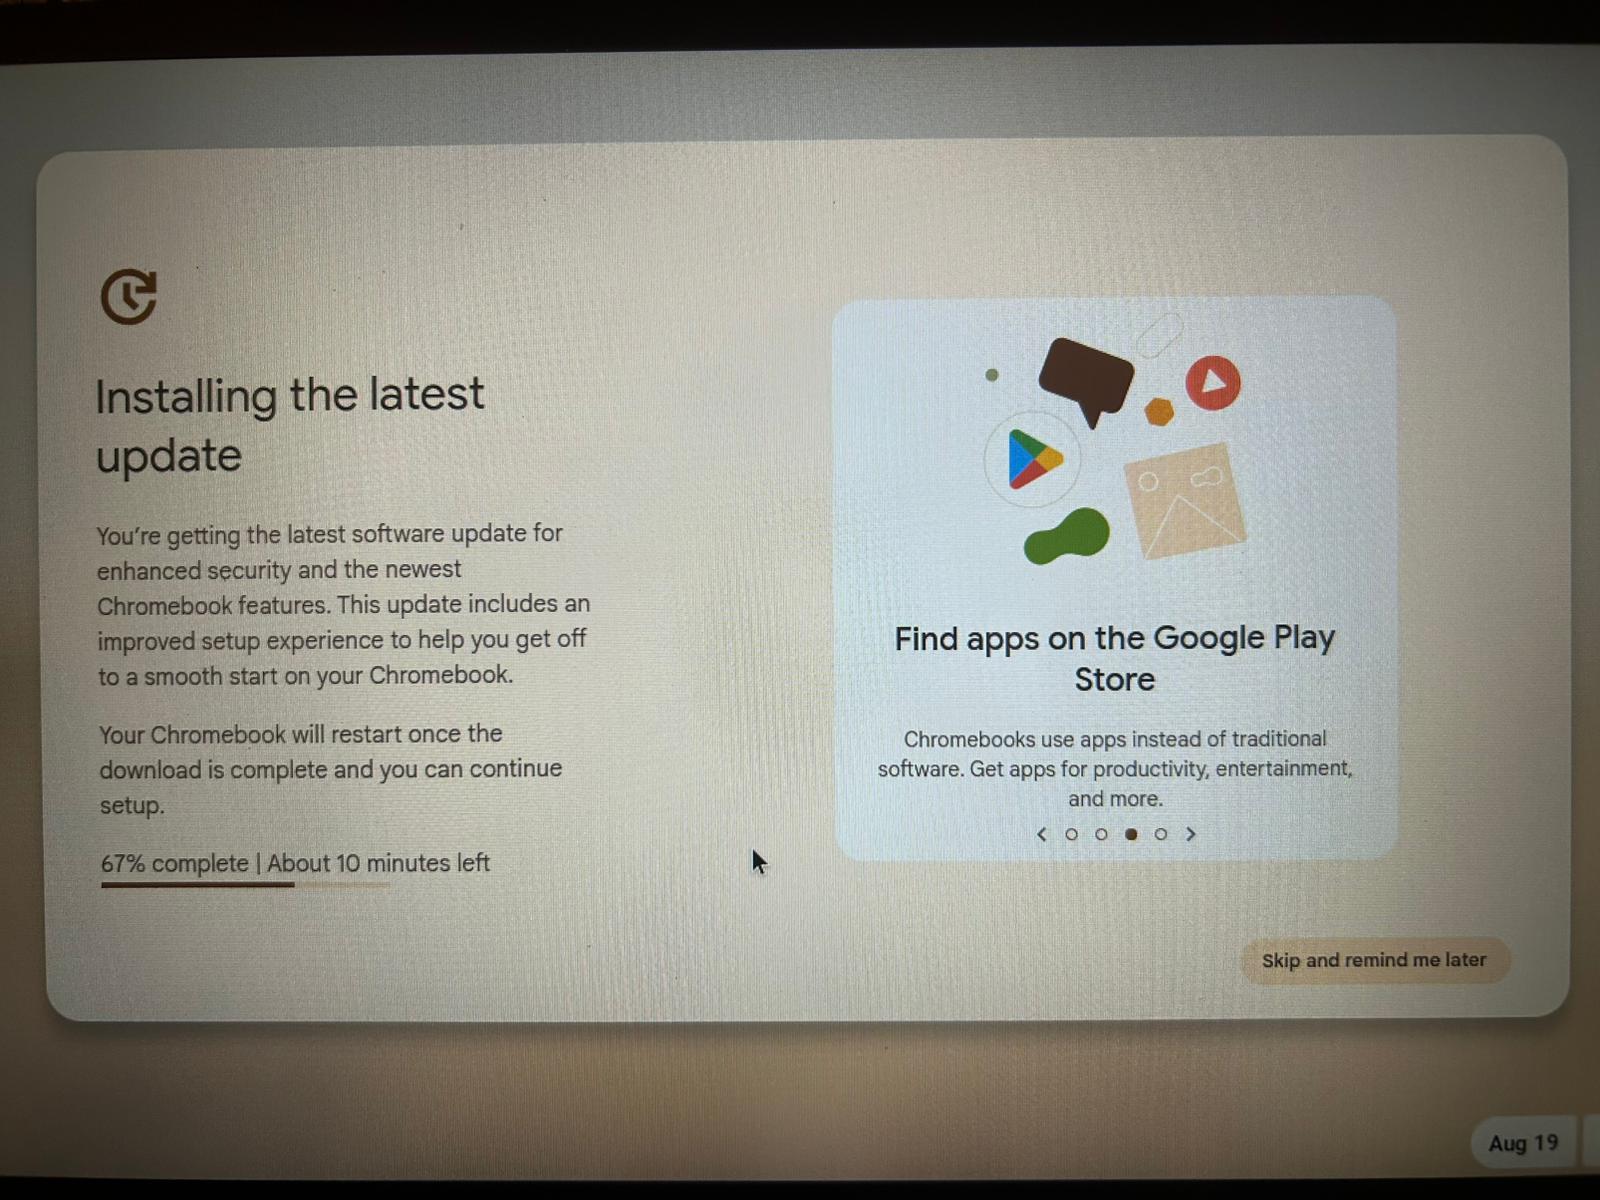 Installing the latest
update
You're getting the latest software update for
enhanced security and the newest
Chromebook features. This update includes an
improved setup experience to help you get off
to a smooth start on your Chromebook.
Your Chromebook will restart once the
download is complete and you can continue
setup.
67% complete | About 10 minutes left
Find apps on the Google Play
Store
Chromebooks use apps instead of traditional
software. Get apps for productivity, entertainment,
and more.
Skip and remind me later
Aug 19